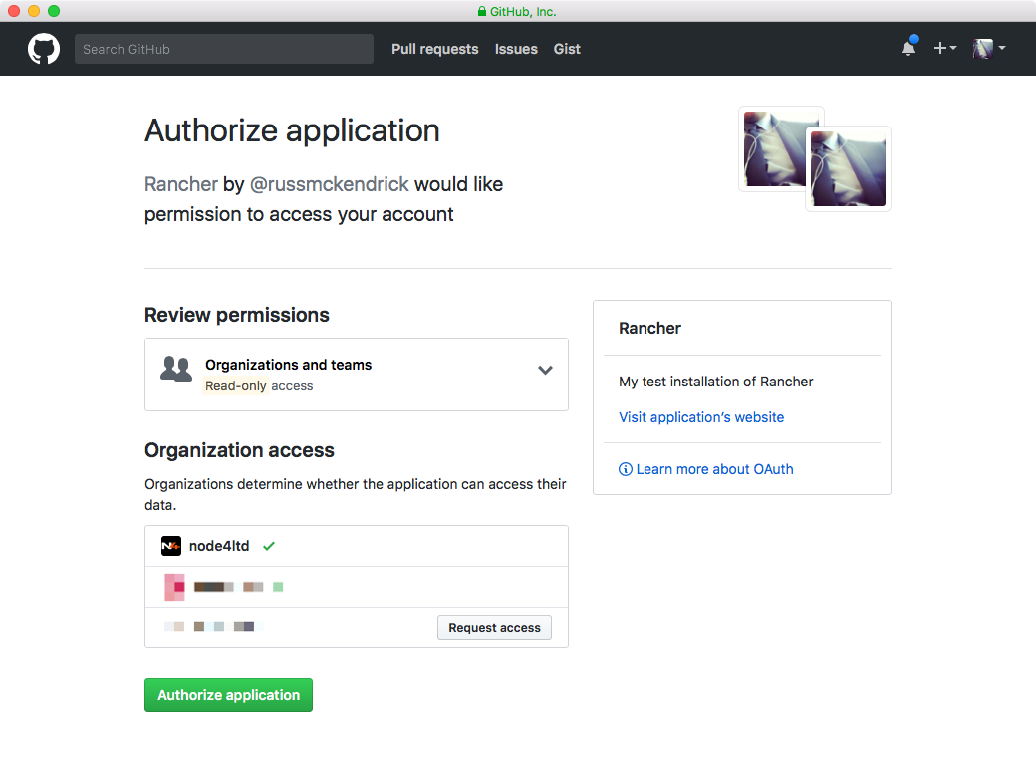 GitHub, Inc.
Search GitHub
Pull requests Issues Gist
Authorize application
Rancher by @russmckendrick would like
permission to access your account
Review permissions
Organizations and teams
Read-only access
Organization access
Organizations determine whether the application can access their
data.
N4
node4ltd
Request access
Authorize application
Rancher
My test installation of Rancher
Visit application's website
Learn more about OAuth